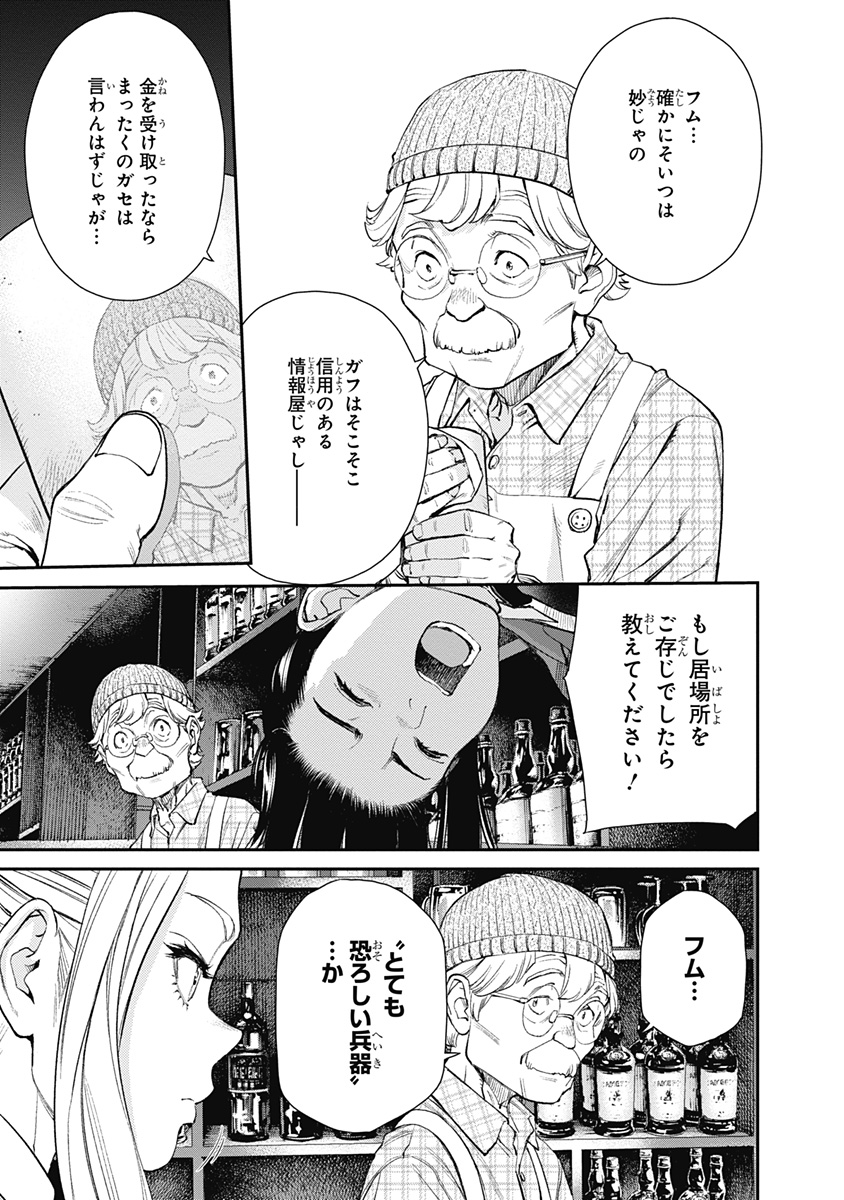 フム…
確かにそいつは
妙じゃの
ガフはそこそこ
信用のある
情報屋じゃし――
金を受け取ったなら
まったくのガセは
言わんはずじゃが…
もし居場所を
ご存じでしたら
教えてください!
フム…
〝とても
恐ろしい兵器〟
…か